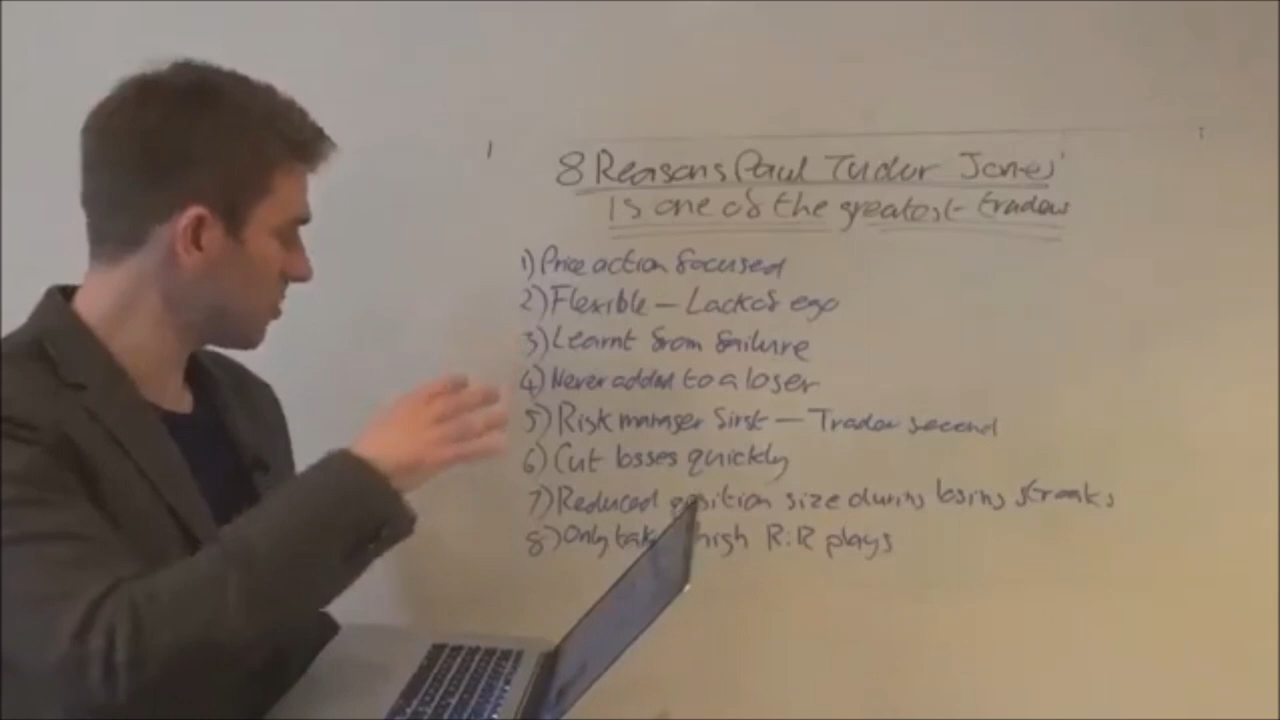 8 Reasons Paul Tudor Jones'
is one of the greatest traders
1) Price action focused
2) Flexible — Lack of ego
3) Learnt from failure
4) Never added to a loser
5) Risk manager first — Trader second
6) Cut losses quickly
7) Reduced position size during losing streaks
8) Only high R:R plays